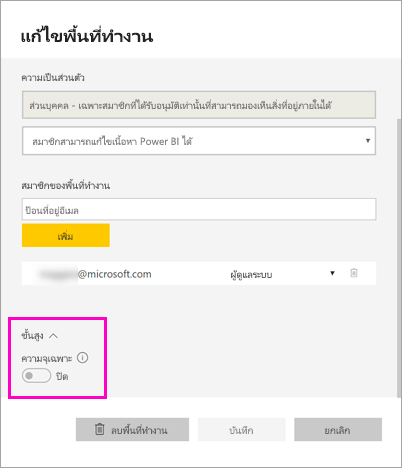 แก้ไขพื้นที่ทำงาน
ความเป็นส่วนตัว
ส่วนบุคคล - เฉพาะสมาชิกที่ได้รับอนุมัติเท่านั้นที่สามารถมองเห็นสิ่งที่อยู่ภายในได้
สมาชิกสามารถแก้ไขเนื้อหา Power BI ได้
สมาชิกของพื้นที่ทำงาน
ป้อนที่อยู่อีเมล
เพิ่ม
@microsoft.com ผู้ดูแลระบบ
ขั้นสูง
ความจุเฉพาะ
ปิด
ลบพื้นที่ทำงาน บันทึก ยกเลิก